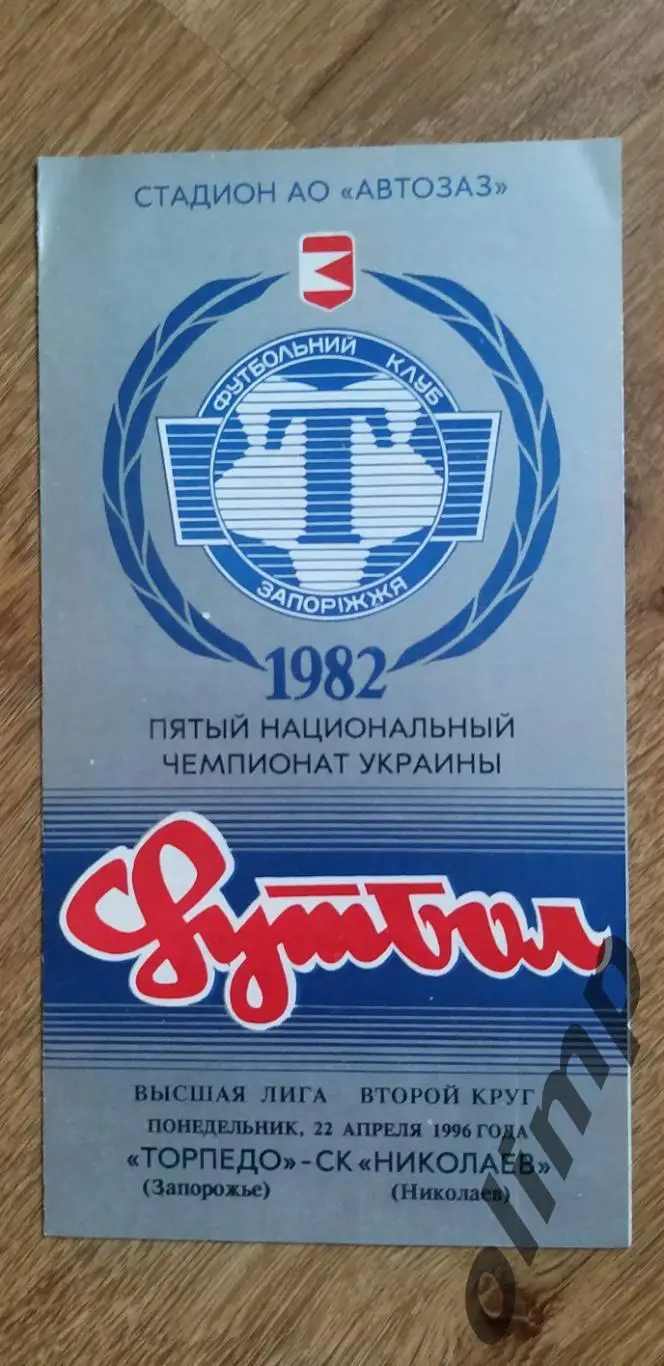 СТАДИОН АО «АВТОЗАЗ»
ФУТБОЛЬНИЙ КЛУБ
Т
ЗАПОРІЖЖЯ
1982
ПЯТЫЙ НАЦИОНАЛЬНЫЙ
ЧЕМПИОНАТ УКРАИНЫ
Футбол
ВЫСШАЯ ЛИГА ВТОРОЙ КРУГ
ПОНЕДЕЛЬНИК, 22 АПРЕЛЯ 1996 ГОДА
«ТОРПЕДО» - СК «НИКОЛАЕВ»
(Запорожье) (Николаев)
olimp